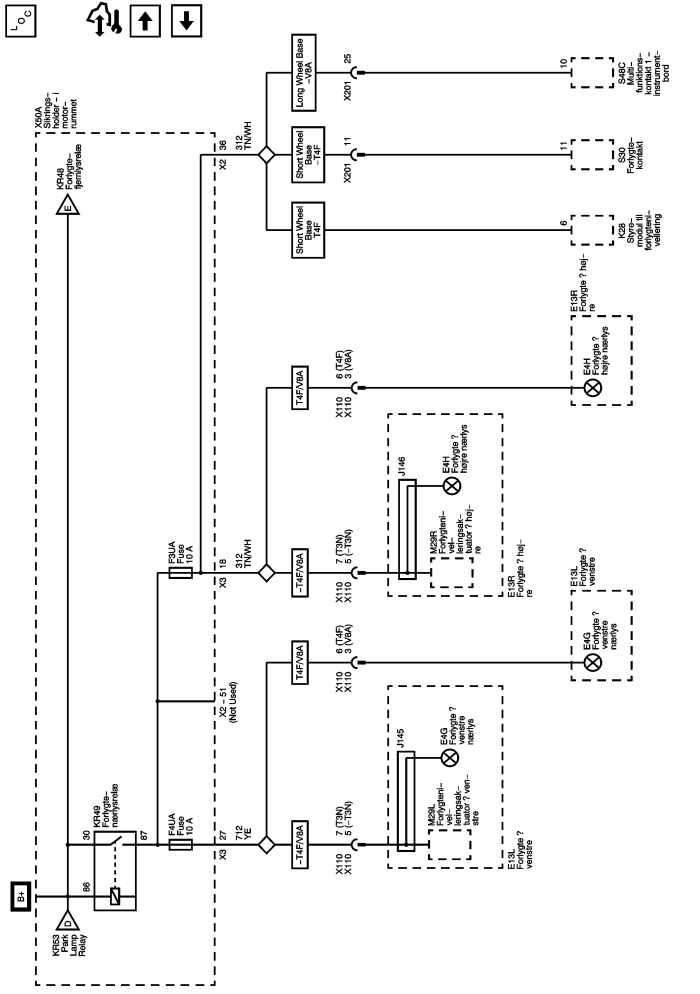 LOC
B+
X50A
Sikrings-
holder – i
motor-
rummet
KR53
Park
Lamp
Relay
D
86
30
KR49
Forlygte-
nærlysrelæ
87
KR48
Forlygte-
fjernlysrelæ
E
F4UA
Fuse
10 A
F3UA
Fuse
10 A
X3
27
712
YE
X2 – 51
(Not Used)
X3
18
312
TN/WH
X2
36
312
TN/WH
–T4F/V8A
T4F/V8A
–T4F/V8A
T4F/V8A
Short Wheel
Base
T4F
Short Wheel
Base
–T4F
Long Wheel Base
–V8A
X110
X110
7 (T3N)
5 (–T3N)
X110
X110
6 (T4F)
3 (V8A)
X110
X110
7 (T3N)
5 (–T3N)
X110
X110
6 (T4F)
3 (V8A)
X201
11
X201
25
J145
E4G
Forlygte ?
venstre
nærlys
M29L
Forlygteni-
vel-
leringsak-
tuator ? ven-
stre
E13L
Forlygte ?
venstre
J146
E4H
Forlygte ?
højre nærlys
M29R
Forlygteni-
vel-
leringsak-
tuator ? høj-
re
E13R
Forlygte ? høj-
re
E13L
Forlygte ?
venstre
E4G
Forlygte ?
venstre
nærlys
E13R
Forlygte ? høj-
re
E4H
Forlygte ?
højre nærlys
6
K28
Styre-
modul til
forlygteni-
vellering
11
S30
Forlygte-
kontakt
10
S48C
Multi-
funktions-
kontakt 1 –
instrument-
bord